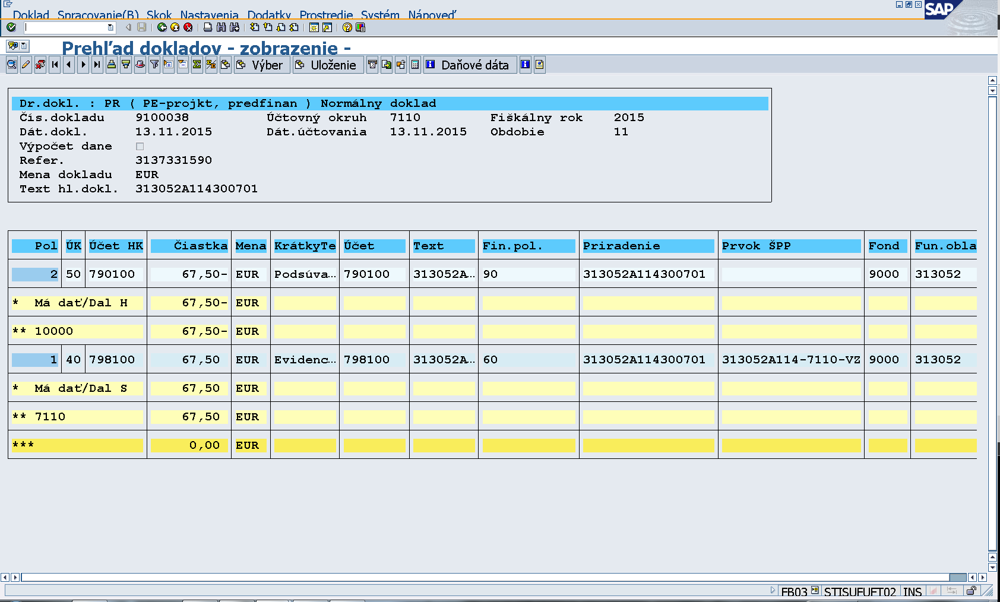 Doklad Spracovanie(B) Skok Nastavenia Dodatky Prostredie Systém Nápoveď
SAP
Prehľad dokladov - zobrazenie -
Výber Uloženie Daňové dáta
Dr.dokl. : PR ( PE-projkt, predfinan ) Normálny doklad
Čís.dokladu 9100038 Účtovný okruh 7110 Fiškálny rok 2015
Dát.dokl. 13.11.2015 Dát.účtovania 13.11.2015 Obdobie 11
Výpočet dane
Refer. 3137331590
Mena dokladu EUR
Text hl.dokl. 313052A114300701
Pol ÚK Účet HK Čiastka Mena KrátkyTe Účet Text Fin.pol. Priradenie Prvok ŠPP Fond Fun.obla
2 50 790100 67,50- EUR Podsúva… 790100 313052A… 90 313052A114300701 9000 313052
* Má dať/Dal H 67,50- EUR
** 10000 67,50- EUR
1 40 798100 67,50 EUR Evidenc… 798100 313052A… 60 313052A114300701 313052A114-7110-VZ 9000 313052
* Má dať/Dal S 67,50 EUR
** 7110 67,50 EUR
*** 0,00 EUR
FB03 STISUFUFT02 INS